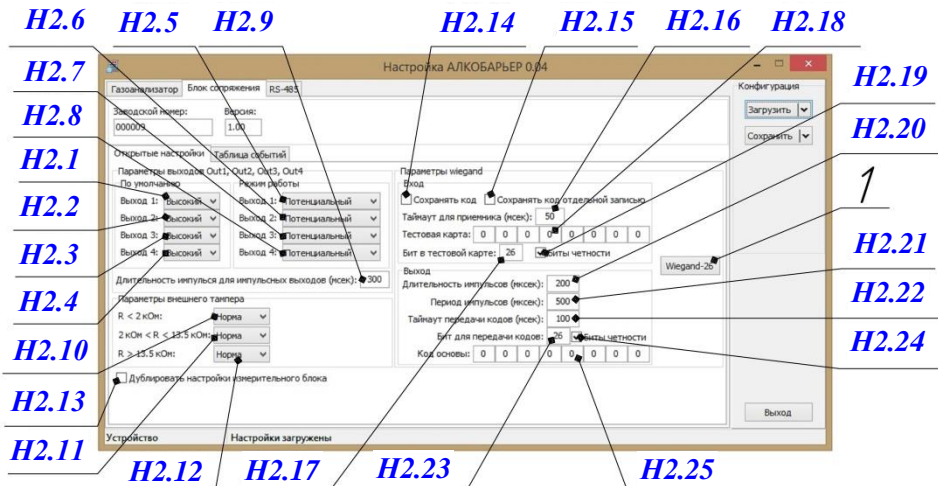 H2.6 H2.5 H2.9 H2.14 H2.15 H2.16 H2.18
H2.7
H2.8
H2.1
H2.2
H2.3
H2.4
H2.10
H2.13
H2.11
H2.12 H2.17 H2.23 H2.25
H2.19
H2.20
1
H2.21
H2.22
H2.24
Настройка АЛКОБАРЬЕР 0.04
Газоанализатор Блок сопряжения RS-485
Заводской номер: Версия:
000009 1.00
Открытые настройки Таблица событий
Параметры выходов Out1, Out2, Out3, Out4
По умолчанию Режим работы
Выход 1: Высокий Выход 1: Потенциальный
Выход 2: Высокий Выход 2: Потенциальный
Выход 3: Высокий Выход 3: Потенциальный
Выход 4: Высокий Выход 4: Потенциальный
Длительность импулься для импульсных выходов (мсек): 300
Параметры внешнего тампера
R < 2 кОм: Норма
2 кОм < R < 13.5 кОм: Норма
R > 13.5 кОм: Норма
Дублировать настройки измерительного блока
Параметры wiegand
Вход
Сохранять код Сохранять код отдельной записью
Таймаут для приемника (мсек): 50
Тестовая карта: 0 0 0 0 0 0 0 0
Бит в тестовой карте: 26 Биты четности
Выход
Длительность импульсов (мксек): 200
Период импульсов (мксек): 500
Таймаут передачи кодов (мсек): 100
Бит для передачи кодов: 26 Биты четности
Код основы: 0 0 0 0 0 0 0 0
Wiegand-26
Конфигурация
Загрузить
Сохранить
Выход
Устройство Настройки загружены